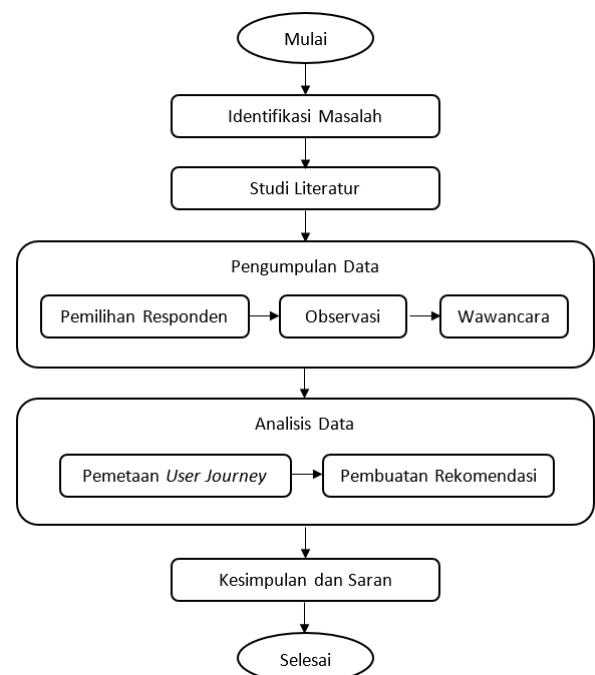 Mulai
Identifikasi Masalah
Studi Literatur
Pengumpulan Data
Pemilihan Responden
Observasi
Wawancara
Analisis Data
Pemetaan User Journey
Pembuatan Rekomendasi
Kesimpulan dan Saran
Selesai